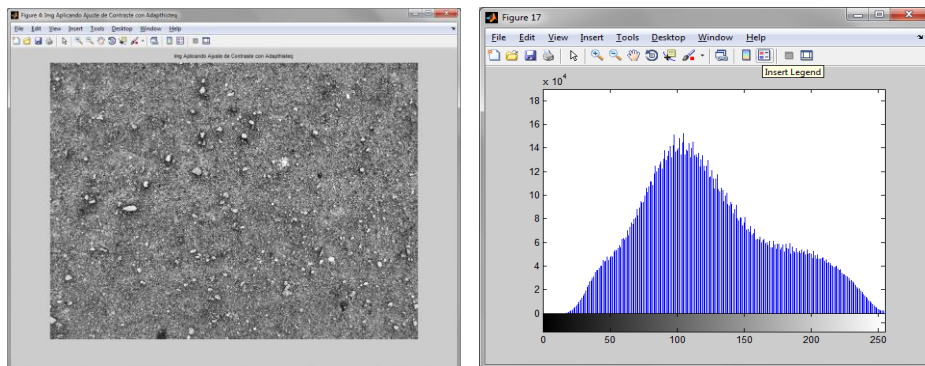 Figure 4: Img Aplicando Ajuste de Contraste con Adapthisteq
File Edit View Insert Tools Desktop Window Help
Img Aplicando Ajuste de Contraste con Adapthisteq
Figure 17
File Edit View Insert Tools Desktop Window Help
Insert Legend
x 10^4
18
16
14
12
10
8
6
4
2
0
0 50 100 150 200 250